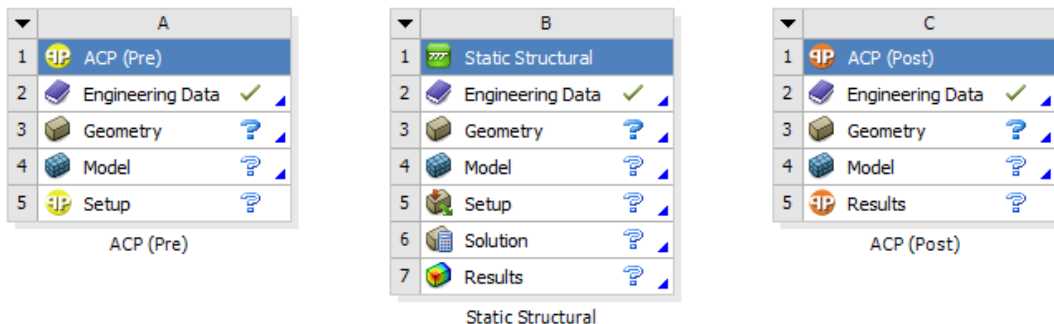 A
1 ACP (Pre)
2 Engineering Data
3 Geometry
4 Model
5 Setup
ACP (Pre)
B
1 Static Structural
2 Engineering Data
3 Geometry
4 Model
5 Setup
6 Solution
7 Results
Static Structural
C
1 ACP (Post)
2 Engineering Data
3 Geometry
4 Model
5 Results
ACP (Post)